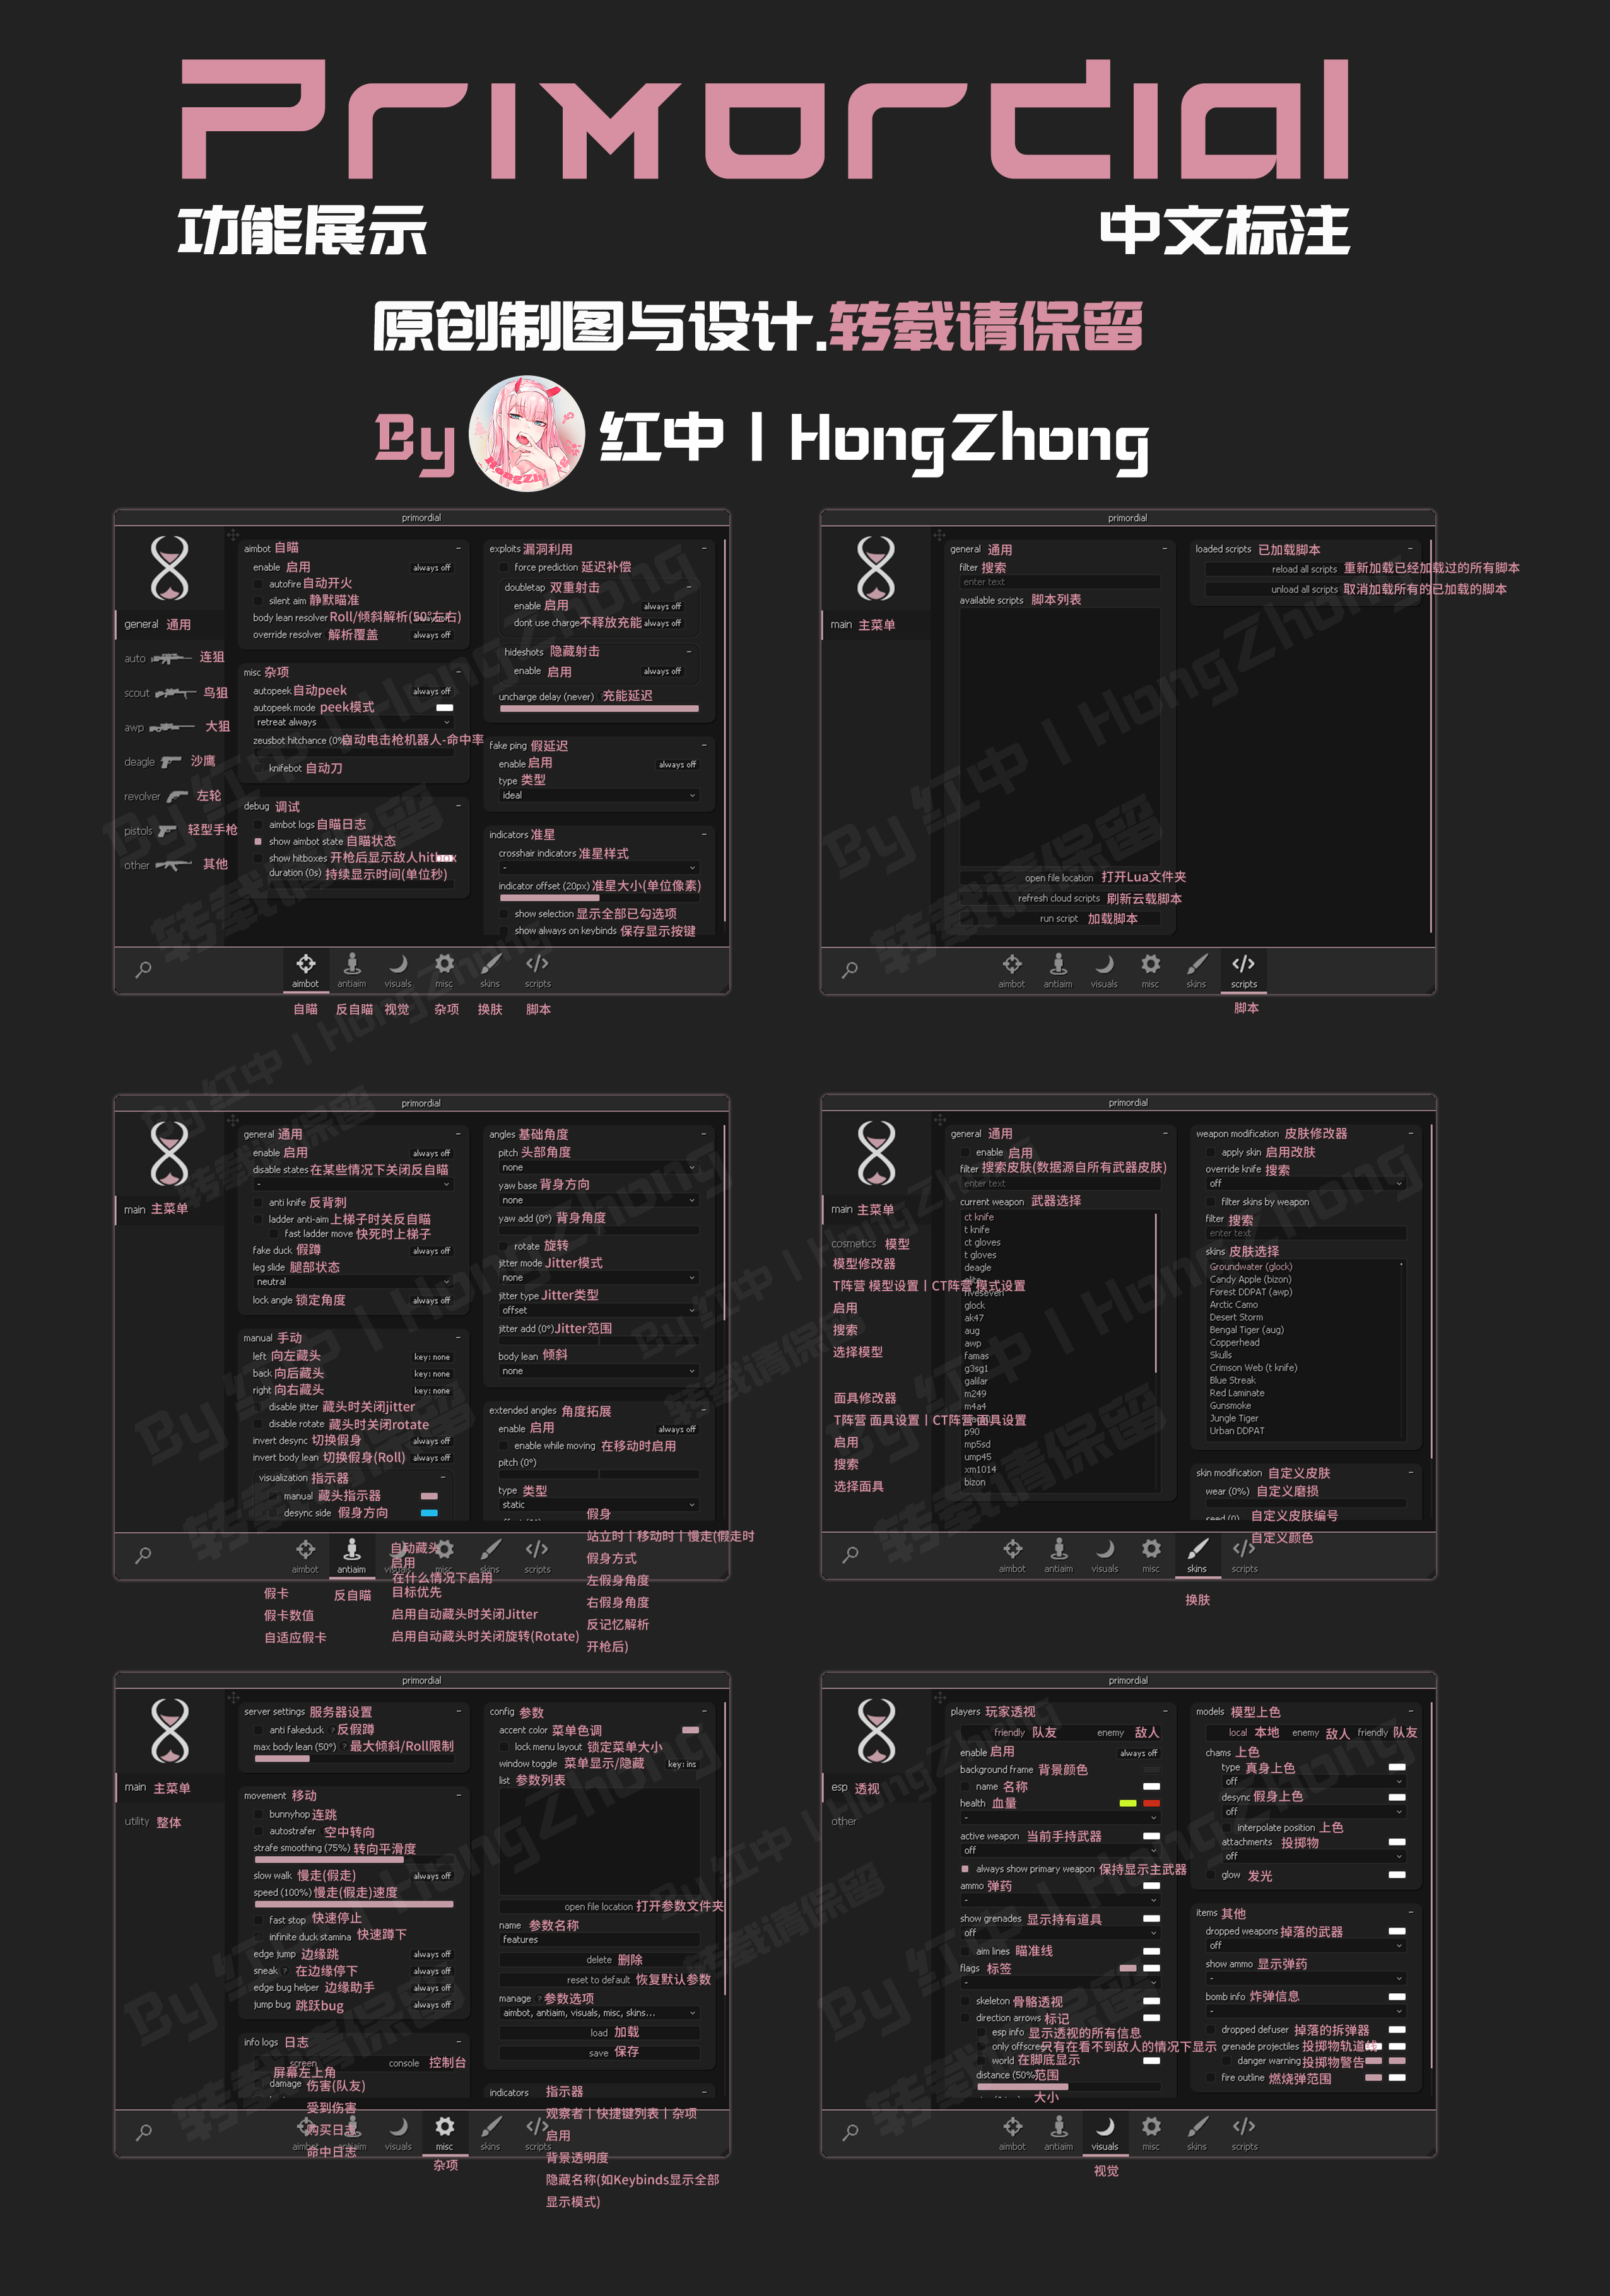 Primordial
功能展示
中文标注
原创制图与设计.转载请保留
By 红中丨HongZhong
primordial
general 通用
auto 连狙
scout 鸟狙
awp 大狙
deagle 沙鹰
revolver 左轮
pistols 轻型手枪
other 其他
aimbot 自瞄
enable 启用 always off
autofire 自动开火
silent aim 静默瞄准
body lean resolver Roll/倾斜解析(50°左右)
override resolver 解析覆盖 always off
misc 杂项
autopeek 自动peek always off
autopeek mode peek模式
retreat always
zeusbot hitchance (0% 自动电击枪机器人-命中率
knifebot 自动刀
debug 调试
aimbot logs 自瞄日志
show aimbot state 自瞄状态
show hitboxes 开枪后显示敌人hitbox
duration (0s) 持续显示时间(单位秒)
exploits 漏洞利用
force prediction 延迟补偿
doubletap 双重射击
enable 启用 always off
dont use charge 不释放充能 always off
hideshots 隐藏射击
enable 启用 always off
uncharge delay (never) 充能延迟
fake ping 假延迟
enable 启用 always off
type 类型
ideal
indicators 准星
crosshair indicators 准星样式
-
indicator offset (20px) 准星大小(单位像素)
show selection 显示全部已勾选项
show always on keybinds 保存显示按键
aimbot antiaim visuals misc skins scripts
自瞄 反自瞄 视觉 杂项 换肤 脚本
primordial
main 主菜单
general 通用
filter 搜索
enter text
available scripts 脚本列表
open file location 打开Lua文件夹
refresh cloud scripts 刷新云载脚本
run script 加载脚本
loaded scripts 已加载脚本
reload all scripts 重新加载已经加载过的所有脚本
unload all scripts 取消加载所有的已加载的脚本
aimbot antiaim visuals misc skins scripts
脚本
primordial
main 主菜单
general 通用
enable 启用 always off
disable states 在某些情况下关闭反自瞄
-
anti knife 反背刺
ladder anti-aim 上梯子时关反自瞄
fast ladder move 快死时上梯子
fake duck 假蹲 always off
leg slide 腿部状态
neutral
lock angle 锁定角度 always off
manual 手动
left 向左藏头 key: none
back 向后藏头 key: none
right 向右藏头 key: none
disable jitter 藏头时关闭jitter
disable rotate 藏头时关闭rotate
invert desync 切换假身 always off
invert body lean 切换假身(Roll) always off
visualization 指示器
manual 藏头指示器
desync side 假身方向
angles 基础角度
pitch 头部角度
none
yaw base 背身方向
none
yaw add (0°) 背身角度
rotate 旋转
jitter mode Jitter模式
none
jitter type Jitter类型
offset
jitter add (0°) Jitter范围
body lean 倾斜
none
extended angles 角度拓展
enable 启用 always off
enable while moving 在移动时启用
pitch (0°)
type 类型
static
aimbot antiaim misc skins scripts
反自瞄
假卡
假卡数值
自适应假卡
自动藏头
启用
在什么情况下启用
目标优先
启用自动藏头时关闭Jitter
启用自动藏头时关闭旋转(Rotate)
假身
站立时丨移动时丨慢走(假走时
假身方式
左假身角度
右假身角度
反记忆解析
开枪后)
primordial
main 主菜单
cosmetics 模型
模型修改器
T阵营 模型设置丨CT阵营 模式设置
启用
搜索
选择模型
面具修改器
T阵营 面具设置丨CT阵营 面具设置
启用
搜索
选择面具
general 通用
enable 启用
filter 搜索皮肤(数据源自所有武器皮肤)
enter text
current weapon 武器选择
ct knife
t knife
ct gloves
t gloves
deagle
glock
ak47
aug
awp
famas
g3sg1
galilar
m249
m4a4
p90
mp5sd
ump45
xm1014
bizon
weapon modification 皮肤修改器
apply skin 启用改肤
override knife 搜索
off
filter skins by weapon
filter 搜索
enter text
skins 皮肤选择
Groundwater (glock)
Candy Apple (bizon)
Forest DDPAT (awp)
Arctic Camo
Desert Storm
Bengal Tiger (aug)
Copperhead
Skulls
Crimson Web (t knife)
Blue Streak
Red Laminate
Gunsmoke
Jungle Tiger
Urban DDPAT
skin modification 自定义皮肤
wear (0%) 自定义磨损
自定义皮肤编号
自定义颜色
aimbot antiaim visuals misc skins scripts
换肤
primordial
main 主菜单
utility 整体
server settings 服务器设置
anti fakeduck ? 反假蹲
max body lean (50°) ? 最大倾斜/Roll限制
movement 移动
bunnyhop 连跳
autostrafer 空中转向
strafe smoothing (75%) 转向平滑度
slow walk 慢走(假走) always off
speed (100%) 慢走(假走)速度
fast stop 快速停止
infinite duck stamina 快速蹲下
edge jump 边缘跳 always off
sneak ? 在边缘停下 always off
edge bug helper 边缘助手 always off
jump bug 跳跃bug always off
info logs 日志
screen console 控制台
屏幕左上角
damage 伤害(队友)
受到伤害
购买日志
命中日志
config 参数
accent color 菜单色调
lock menu layout 锁定菜单大小
window toggle 菜单显示/隐藏 key: ins
list 参数列表
open file location 打开参数文件夹
name 参数名称
features
delete 删除
reset to default 恢复默认参数
manage ? 参数选项
aimbot, antiaim, visuals, misc, skins...
load 加载
save 保存
indicators 指示器
观察者丨快捷键列表丨杂项
启用
背景透明度
隐藏名称(如Keybinds显示全部
显示模式)
aimbot antiaim visuals misc skins scripts
杂项
primordial
esp 透视
other
players 玩家透视
friendly 队友 enemy 敌人
enable 启用 always off
background frame 背景颜色
name 名称
health 血量
-
active weapon 当前手持武器
off
always show primary weapon 保持显示主武器
ammo 弹药
-
show grenades 显示持有道具
off
aim lines 瞄准线
flags 标签
-
skeleton 骨骼透视
direction arrows 标记
esp info 显示透视的所有信息
only offscreen 只有在看不到敌人的情况下显示
world 在脚底显示
distance (50% 范围
大小
models 模型上色
local 本地 enemy 敌人 friendly 队友
chams 上色
type 真身上色
off
desync 假身上色
off
interpolate position 上色
attachments 投掷物
off
glow 发光
items 其他
dropped weapons 掉落的武器
off
show ammo 显示弹药
-
bomb info 炸弹信息
-
dropped defuser 掉落的拆弹器
grenade projectiles 投掷物轨道线
danger warning 投掷物警告
fire outline 燃烧弹范围
aimbot antiaim visuals misc skins scripts
视觉
By 红中丨HongZhong
转载请保留